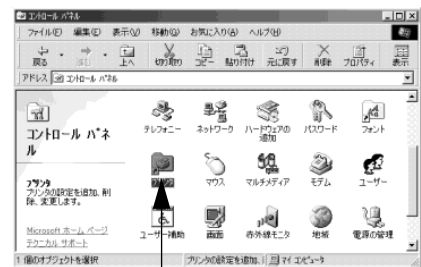 コントロール パネル
ファイル(F) 編集(E) 表示(V) 移動(G) お気に入り(A) ヘルプ(H)
戻る 進む 上へ 切り取り コピー 貼り付け 元に戻す 削除 プロパティ 表示
アドレス コントロール パネル
コントロール パネル
テレフォニー ネットワーク ハードウェアの追加 パスワード フォント
プリンタ マウス マルチメディア モデム ユーザー
プリンタ
プリンタの設定を追加、削除、変更します。
Microsoft ホーム ページ
テクニカル サポート
ユーザー補助 画面 赤外線モニタ 地域 電源の管理
1 個のオブジェクトを選択 プリンタの設定を追加、 マイ コンピュータ